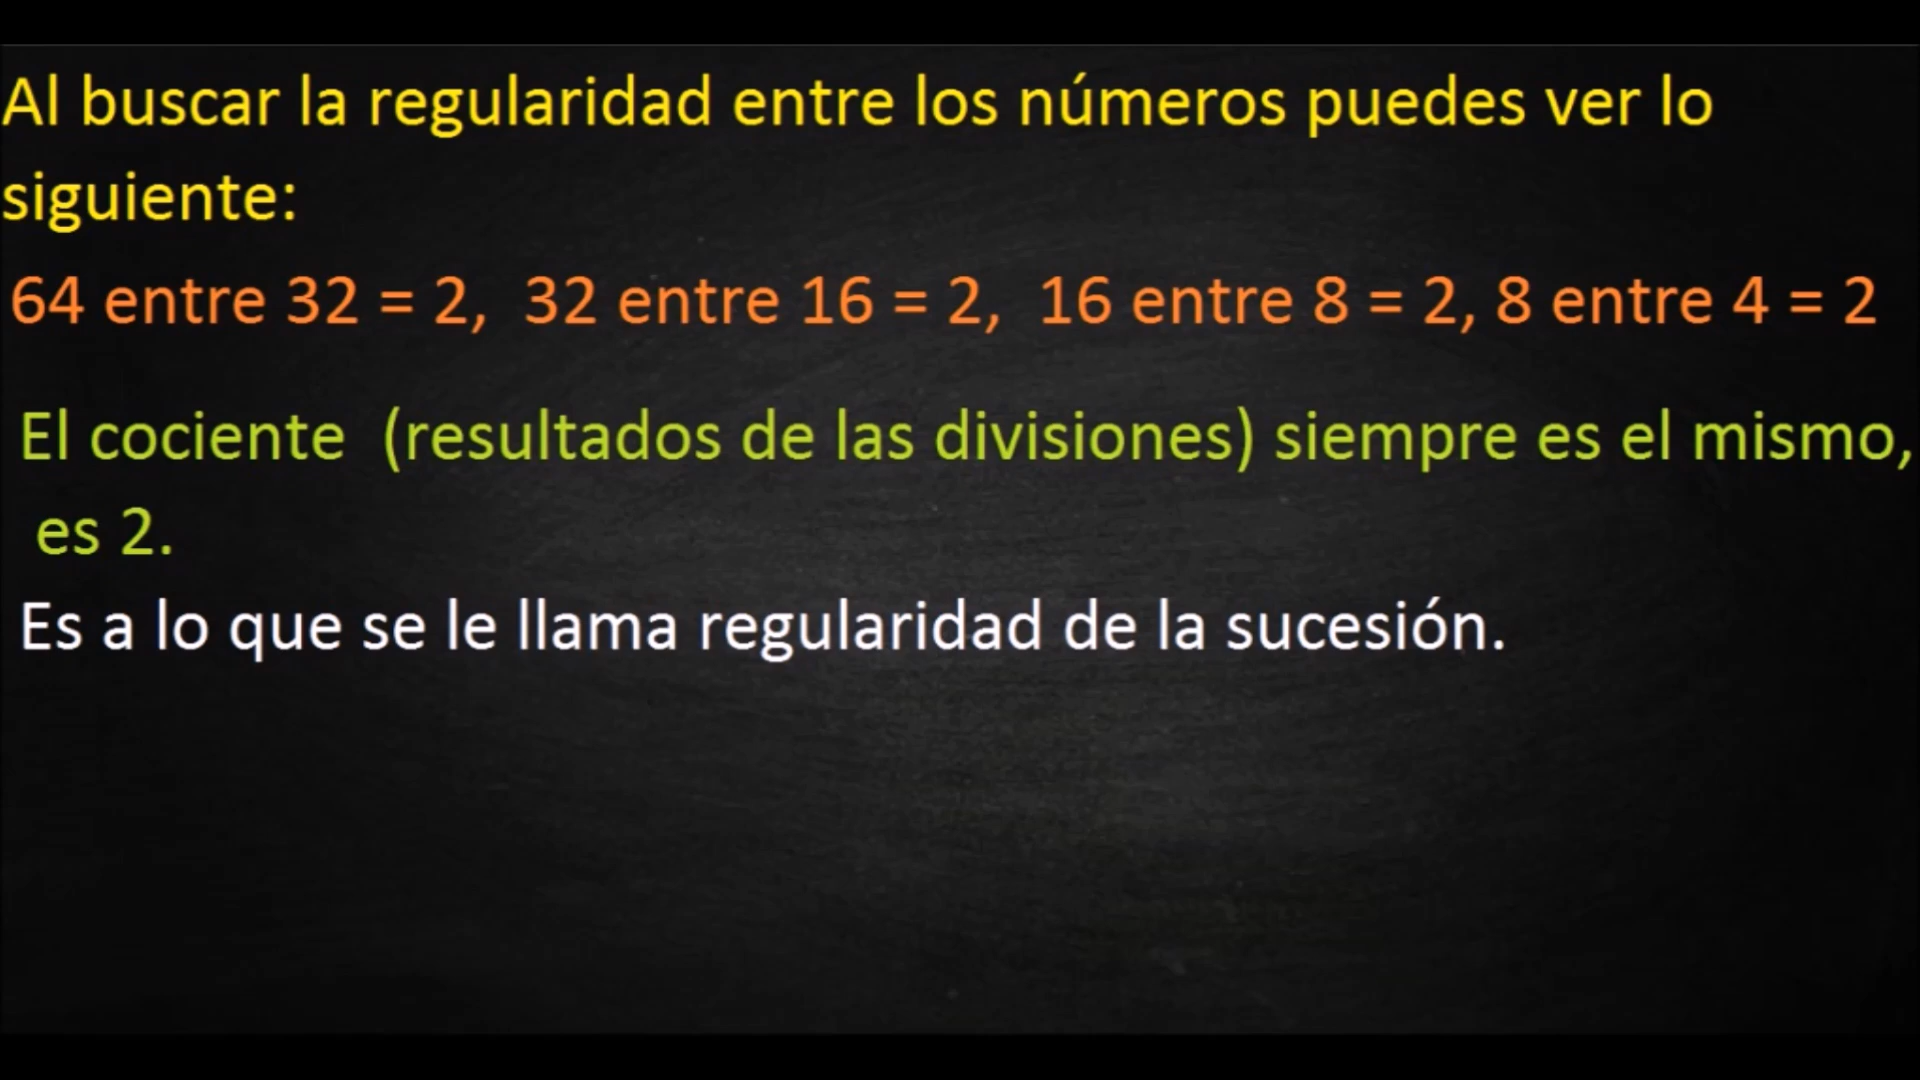 Al buscar la regularidad entre los números puedes ver lo
siguiente:
64 entre 32 = 2, 32 entre 16 = 2, 16 entre 8 = 2, 8 entre 4 = 2
El cociente (resultados de las divisiones) siempre es el mismo,
es 2.
Es a lo que se le llama regularidad de la sucesión.